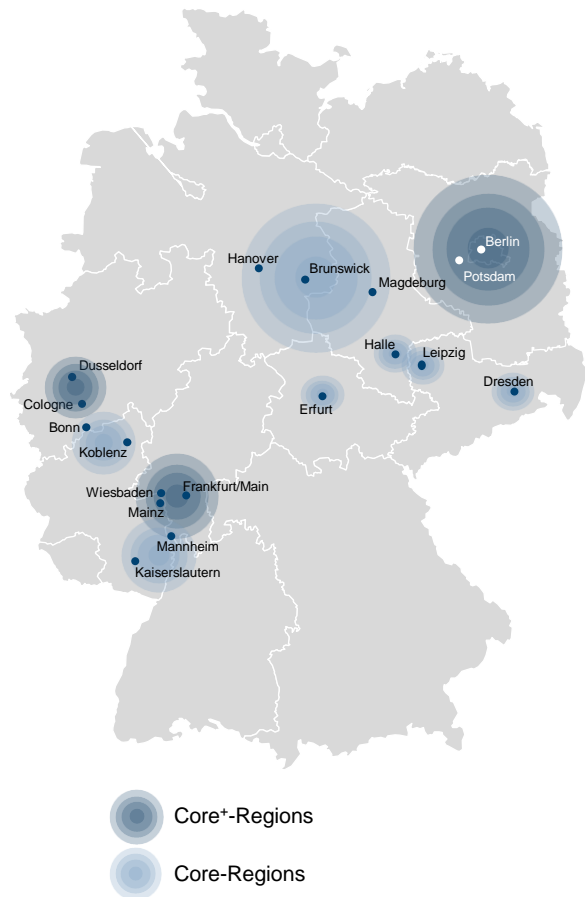 Berlin
Potsdam
Hanover
Brunswick
Magdeburg
Halle
Leipzig
Dusseldorf
Dresden
Cologne
Erfurt
Bonn
Koblenz
Wiesbaden
Frankfurt/Main
Mainz
Mannheim
Kaiserslautern
Core⁺-Regions
Core-Regions